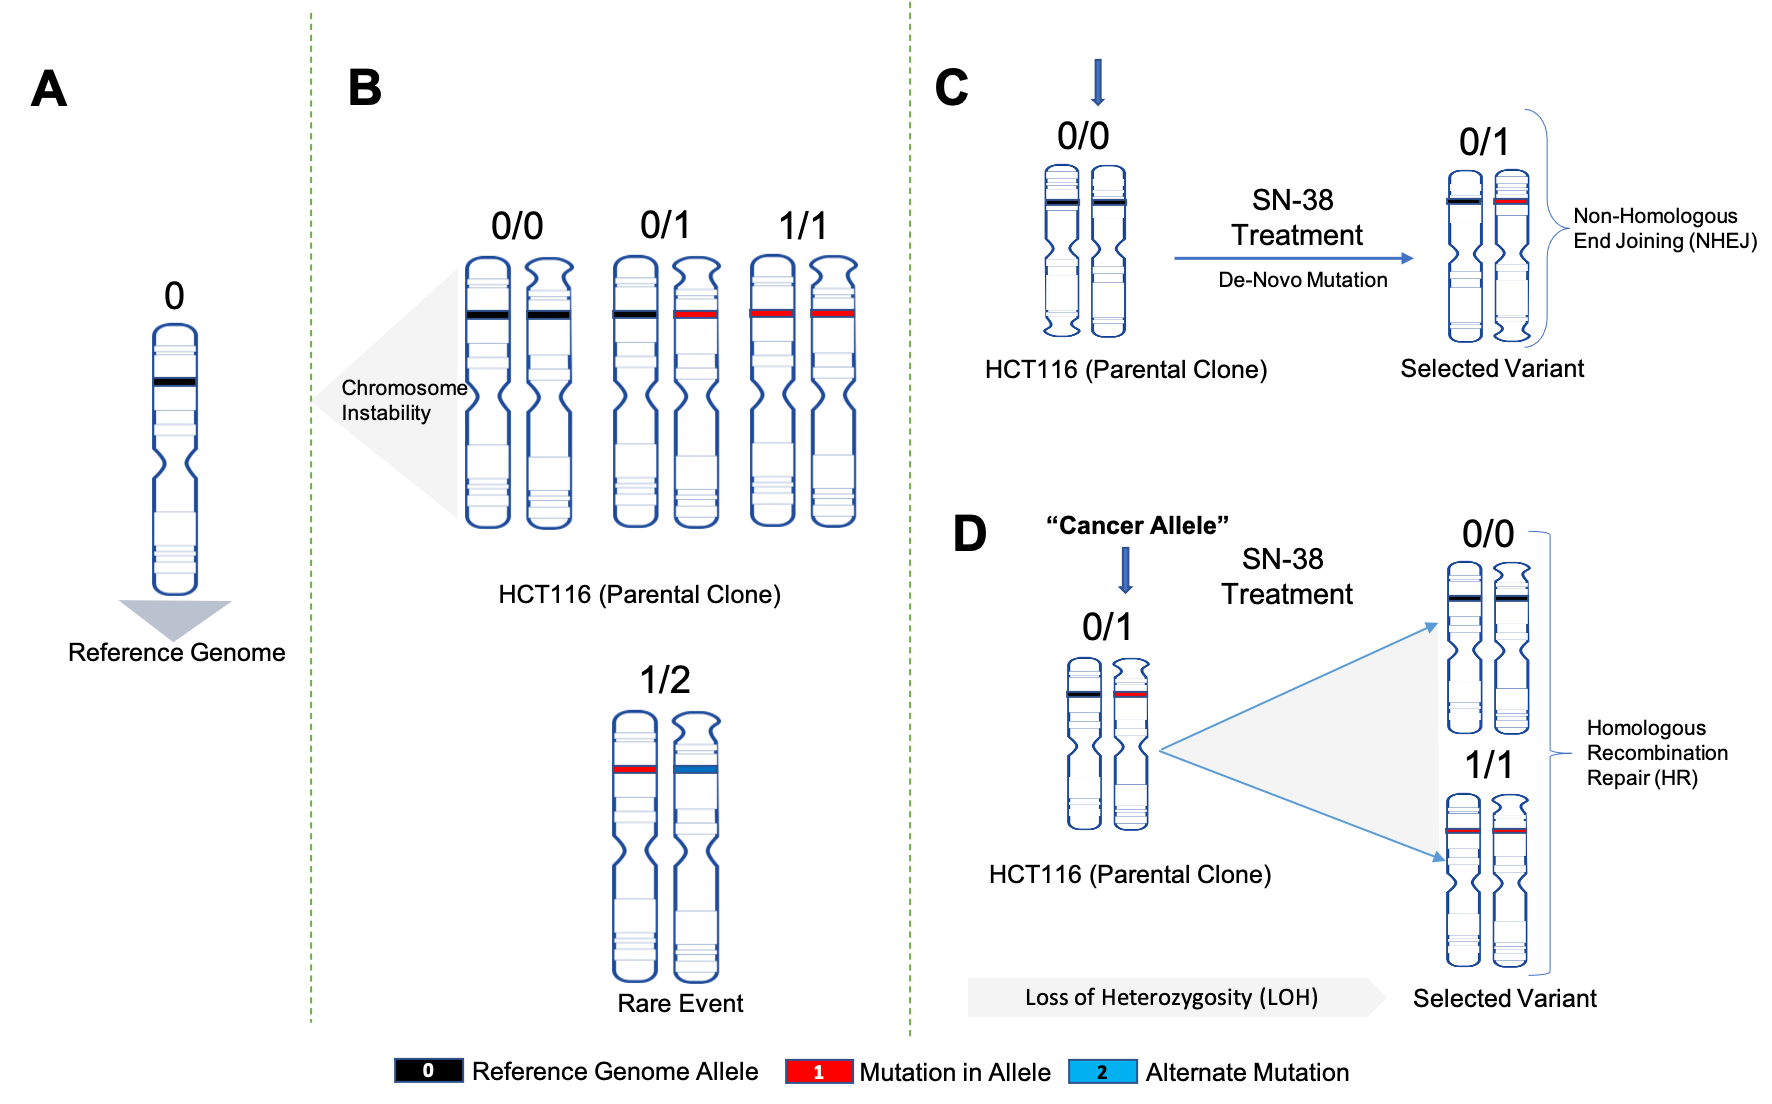 A
0
Reference Genome
B
0/0
0/1
1/1
Chromosome
Instability
HCT116 (Parental Clone)
1/2
Rare Event
C
0/0
SN-38
Treatment
De-Novo Mutation
HCT116 (Parental Clone)
0/1
Selected Variant
Non-Homologous
End Joining (NHEJ)
D
“Cancer Allele”
0/1
SN-38
Treatment
HCT116 (Parental Clone)
0/0
1/1
Homologous
Recombination
Repair (HR)
Loss of Heterozygosity (LOH)
Selected Variant
0 Reference Genome Allele
1 Mutation in Allele
2 Alternate Mutation